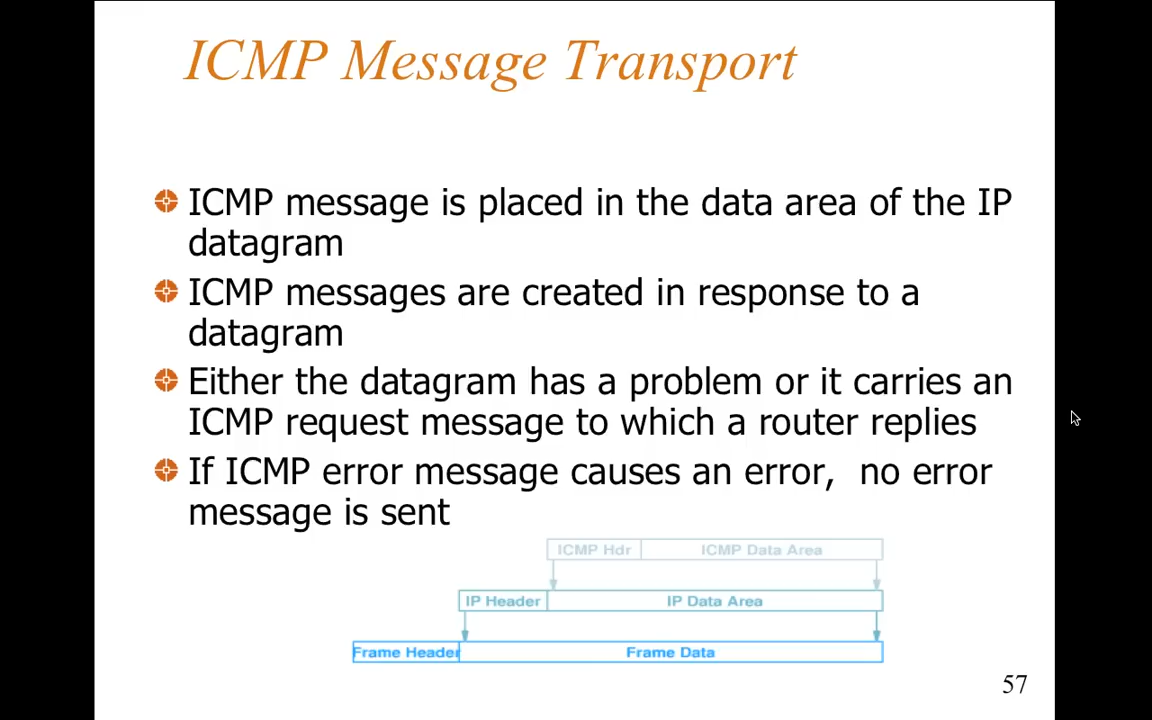 ICMP Message Transport
ICMP message is placed in the data area of the IP
datagram
ICMP messages are created in response to a
datagram
Either the datagram has a problem or it carries an
ICMP request message to which a router replies
If ICMP error message causes an error,  no error
message is sent
ICMP Hdr ICMP Data Area
IP Header IP Data Area
Frame Header Frame Data
57